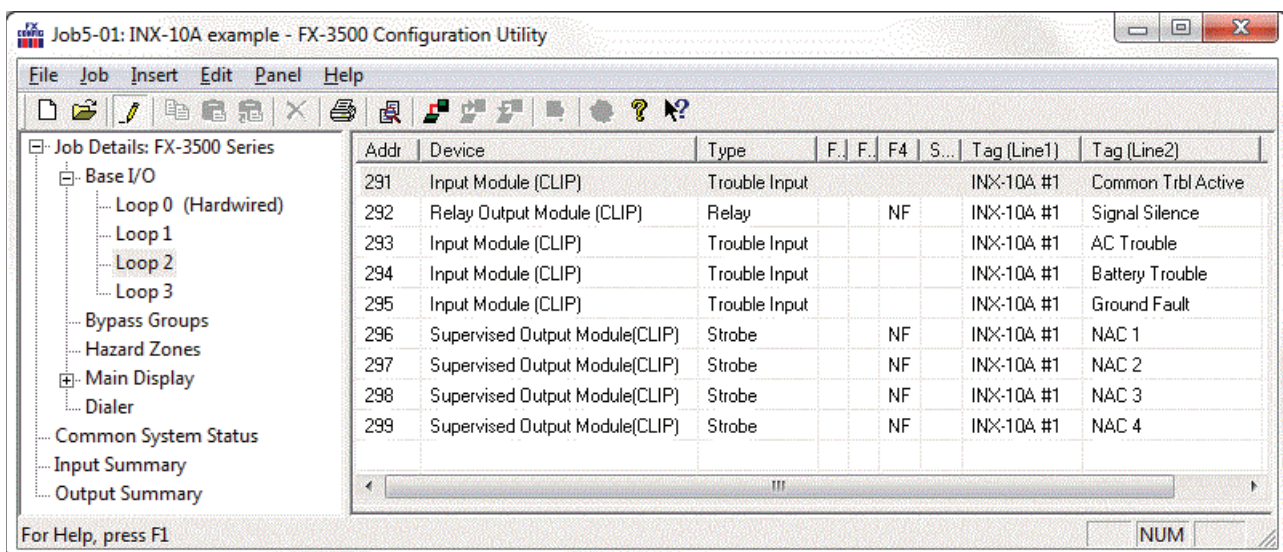 FX CONFIG Job5-01: INX-10A example - FX-3500 Configuration Utility
File Job Insert Edit Panel Help
Job Details: FX-3500 Series
Base I/O
Loop 0 (Hardwired)
Loop 1
Loop 2
Loop 3
Bypass Groups
Hazard Zones
Main Display
Dialer
Common System Status
Input Summary
Output Summary
Addr Device Type F.. F.. F4 S... Tag (Line1) Tag (Line2)
291 Input Module (CLIP) Trouble Input INX-10A #1 Common Trbl Active
292 Relay Output Module (CLIP) Relay NF INX-10A #1 Signal Silence
293 Input Module (CLIP) Trouble Input INX-10A #1 AC Trouble
294 Input Module (CLIP) Trouble Input INX-10A #1 Battery Trouble
295 Input Module (CLIP) Trouble Input INX-10A #1 Ground Fault
296 Supervised Output Module(CLIP) Strobe NF INX-10A #1 NAC 1
297 Supervised Output Module(CLIP) Strobe NF INX-10A #1 NAC 2
298 Supervised Output Module(CLIP) Strobe NF INX-10A #1 NAC 3
299 Supervised Output Module(CLIP) Strobe NF INX-10A #1 NAC 4
For Help, press F1 NUM